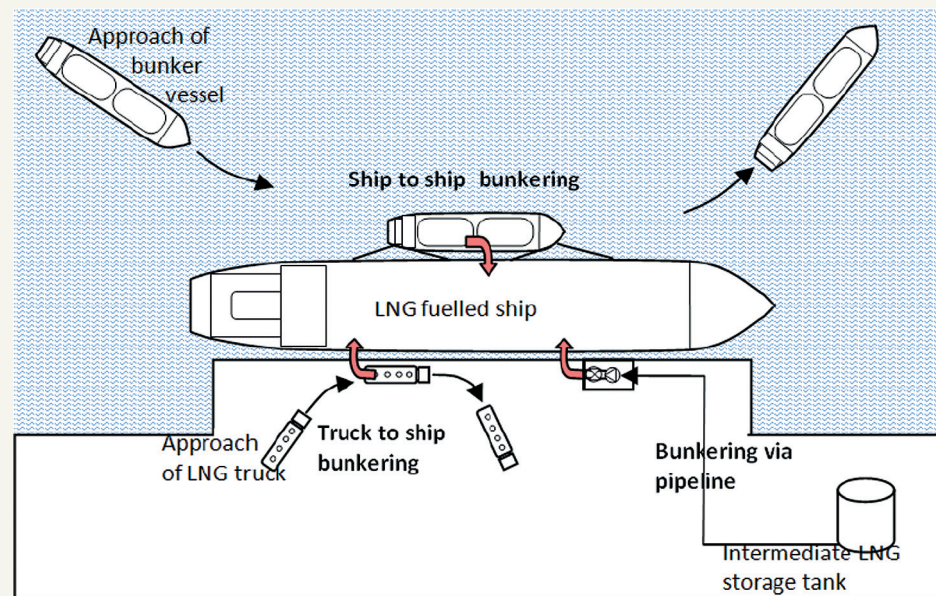 Approach of
bunker
vessel
Ship to ship bunkering
LNG fuelled ship
Approach
of LNG truck
Truck to ship
bunkering
Bunkering via
pipeline
Intermediate LNG
storage tank